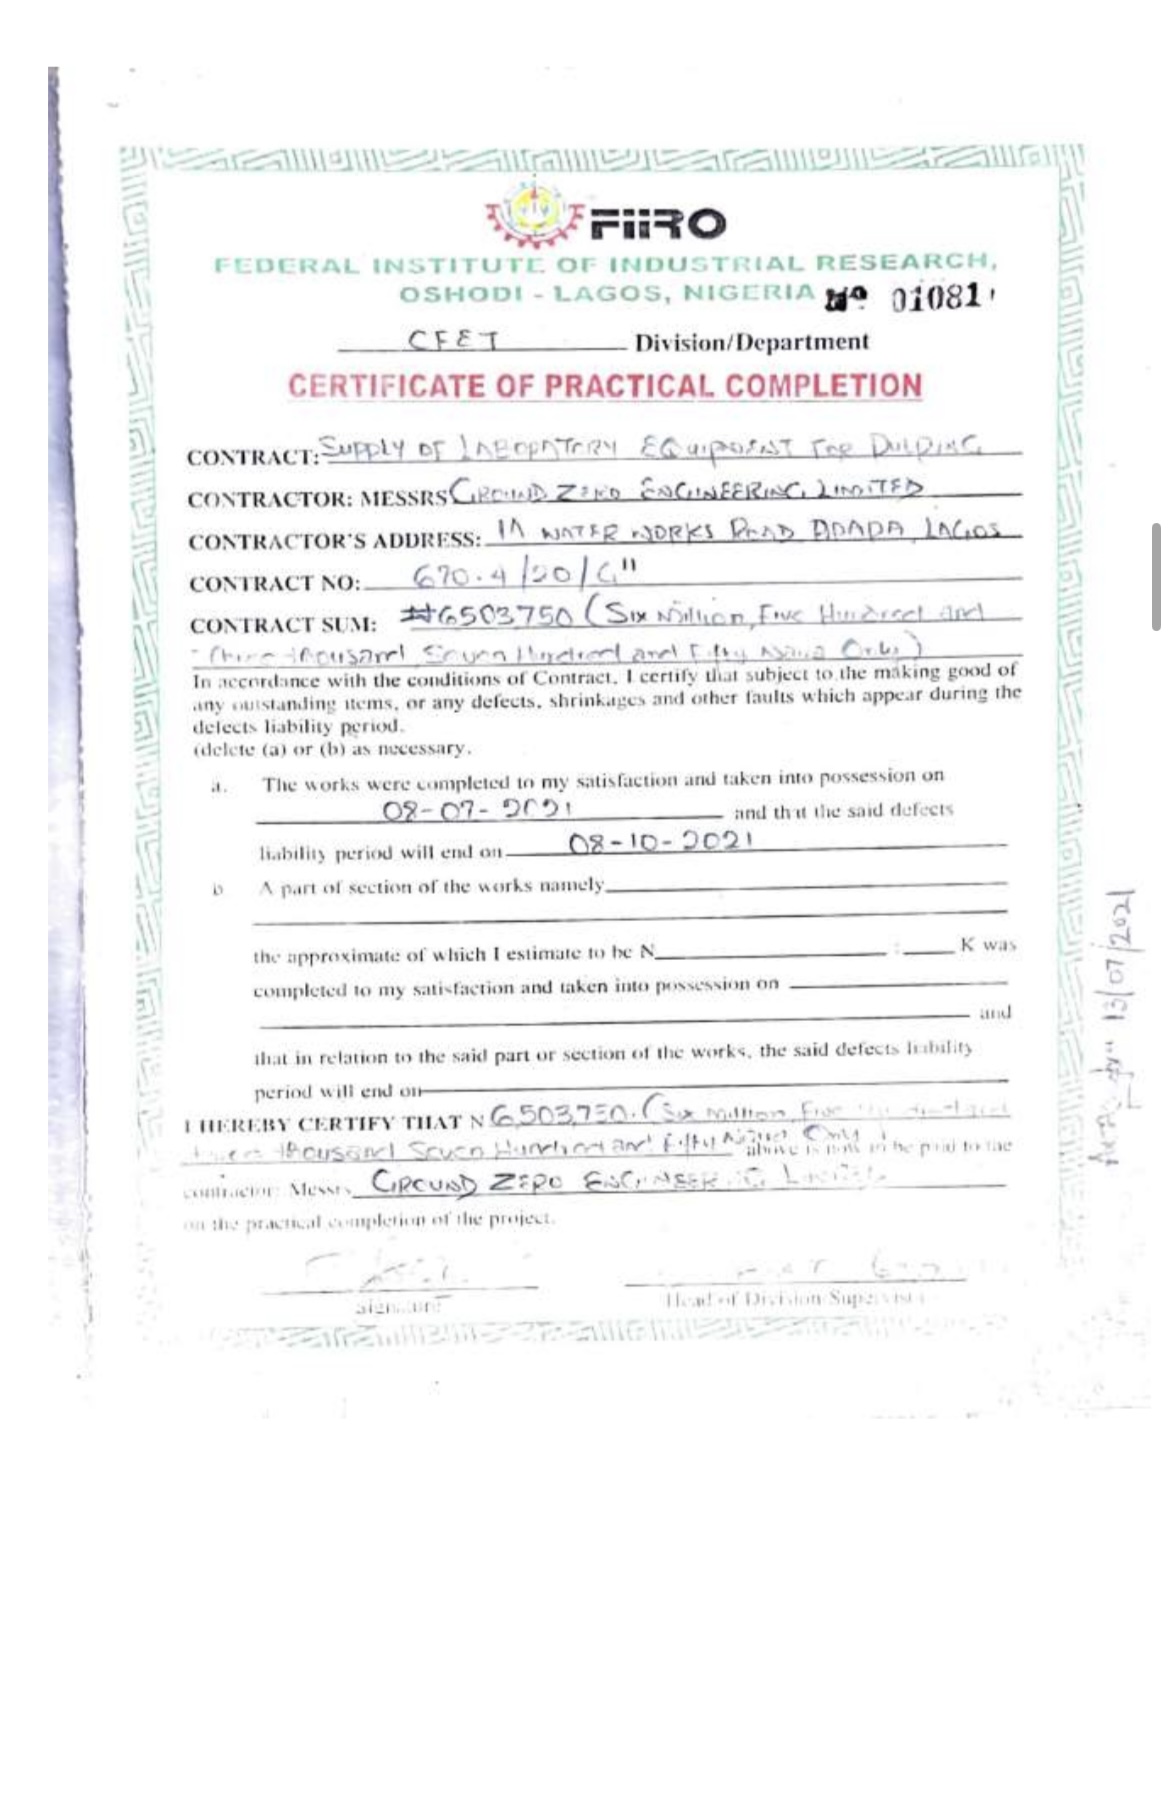 FiiRO
FEDERAL INSTITUTE OF INDUSTRIAL RESEARCH,
OSHODI - LAGOS, NIGERIA Nº 01081
CFET Division/Department
CERTIFICATE OF PRACTICAL COMPLETION
CONTRACT: Supply OF LABORATORY EQUIPMENT FOR PULPING
CONTRACTOR: MESSRS GROUND ZERO ENGINEERING LIMITED
CONTRACTOR'S ADDRESS: 1A WATER WORKS ROAD LAGOS
CONTRACT NO: 670.4/20/
CONTRACT SUM: #6503750 (Six Million, Five Hundred and
three thousand Seven Hundred and Fifty Naira Only)
In accordance with the conditions of Contract, I certify that subject to the making good of
any outstanding items, or any defects, shrinkages and other faults which appear during the
defects liability period.
(delete (a) or (b) as necessary.
a. The works were completed to my satisfaction and taken into possession on
08-07-2021 and that the said defects
liability period will end on 08-10-2021
b A part of section of the works namely
the approximate of which I estimate to be N : K was
completed to my satisfaction and taken into possession on
and
that in relation to the said part or section of the works, the said defects liability
period will end on
I HEREBY CERTIFY THAT N 6,503,750. (Six Million, Five Hundred and
three thousand Seven Hundred and Fifty Naira Only)
above is now to be paid to the
contractor: Messrs GROUND ZERO ENGINEERING Limited
on the practical completion of the project.
Signature Head of Division/Supervisor
13/07/2021